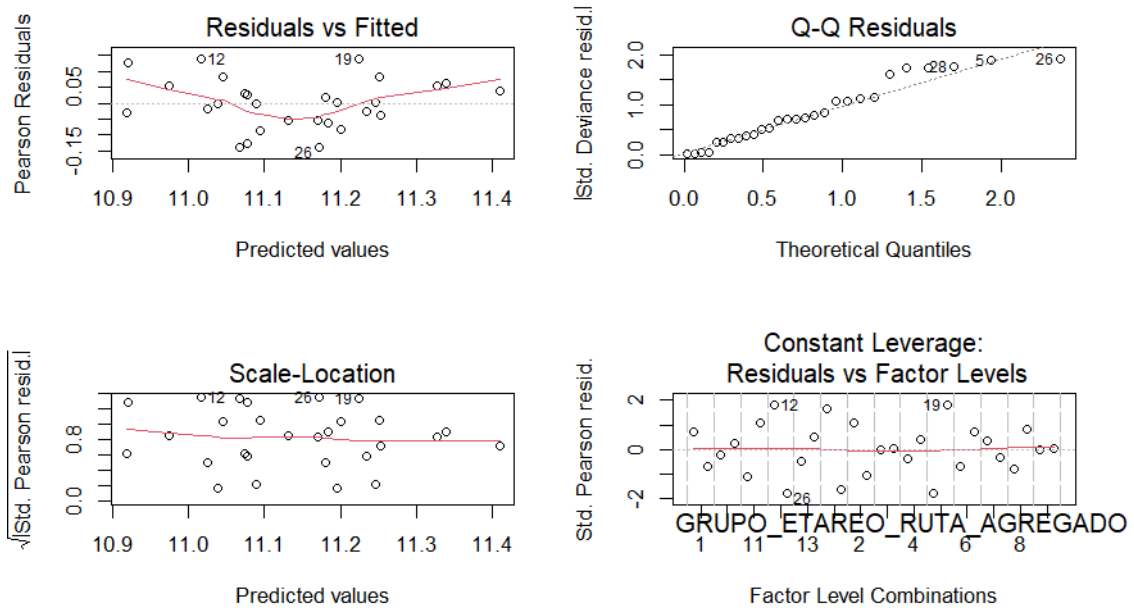 Residuals vs Fitted
Pearson Residuals
0.05
-0.15
12
19
26
10.9 11.0 11.1 11.2 11.3 11.4
Predicted values
Q-Q Residuals
|Std. Deviance resid.|
2.0
1.0
0.0
28
5
26
0.0 0.5 1.0 1.5 2.0
Theoretical Quantiles
Scale-Location
√|Std. Pearson resid.|
0.8
0.0
12
26
19
10.9 11.0 11.1 11.2 11.3 11.4
Predicted values
Constant Leverage:
Residuals vs Factor Levels
Std. Pearson resid.
2
0
-2
12
19
26
GRUPO_ETAREO_RUTA_AGREGADO
1 11 13 2 4 6 8
Factor Level Combinations